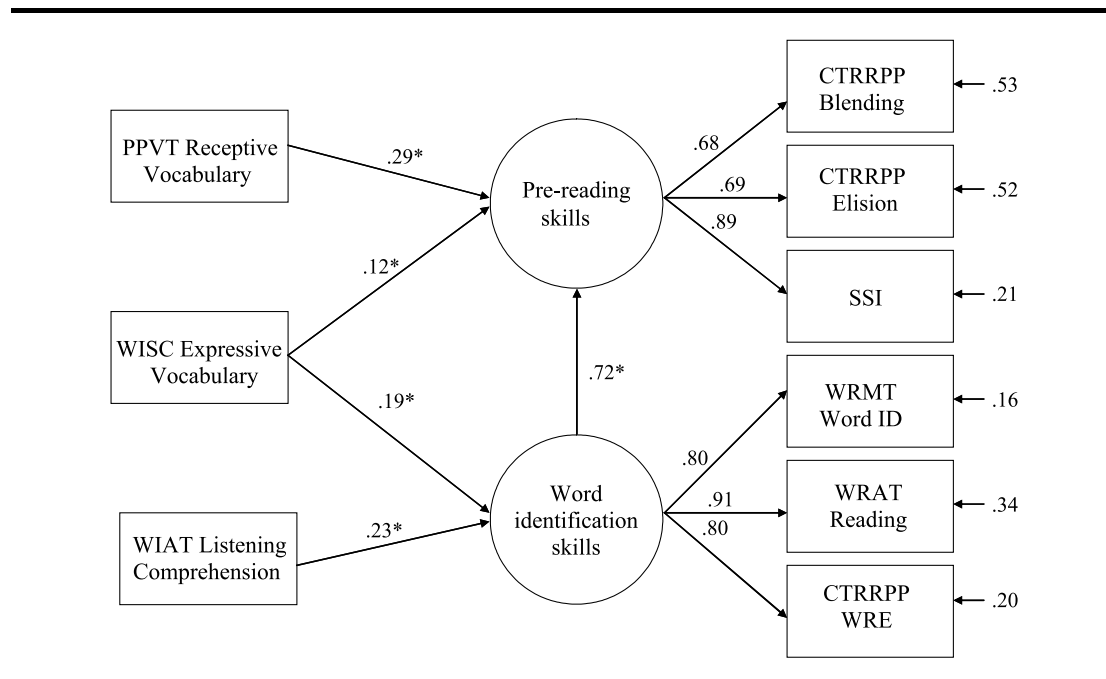 PPVT Receptive
Vocabulary
.29*
WISC Expressive
Vocabulary
.12*
.19*
WIAT Listening
Comprehension
.23*
Pre-reading
skills
.72*
Word
identification
skills
.68
.69
.89
.80
.91
.80
CTRRPP
Blending
.53
CTRRPP
Elision
.52
SSI
.21
WRMT
Word ID
.16
WRAT
Reading
.34
CTRRPP
WRE
.20